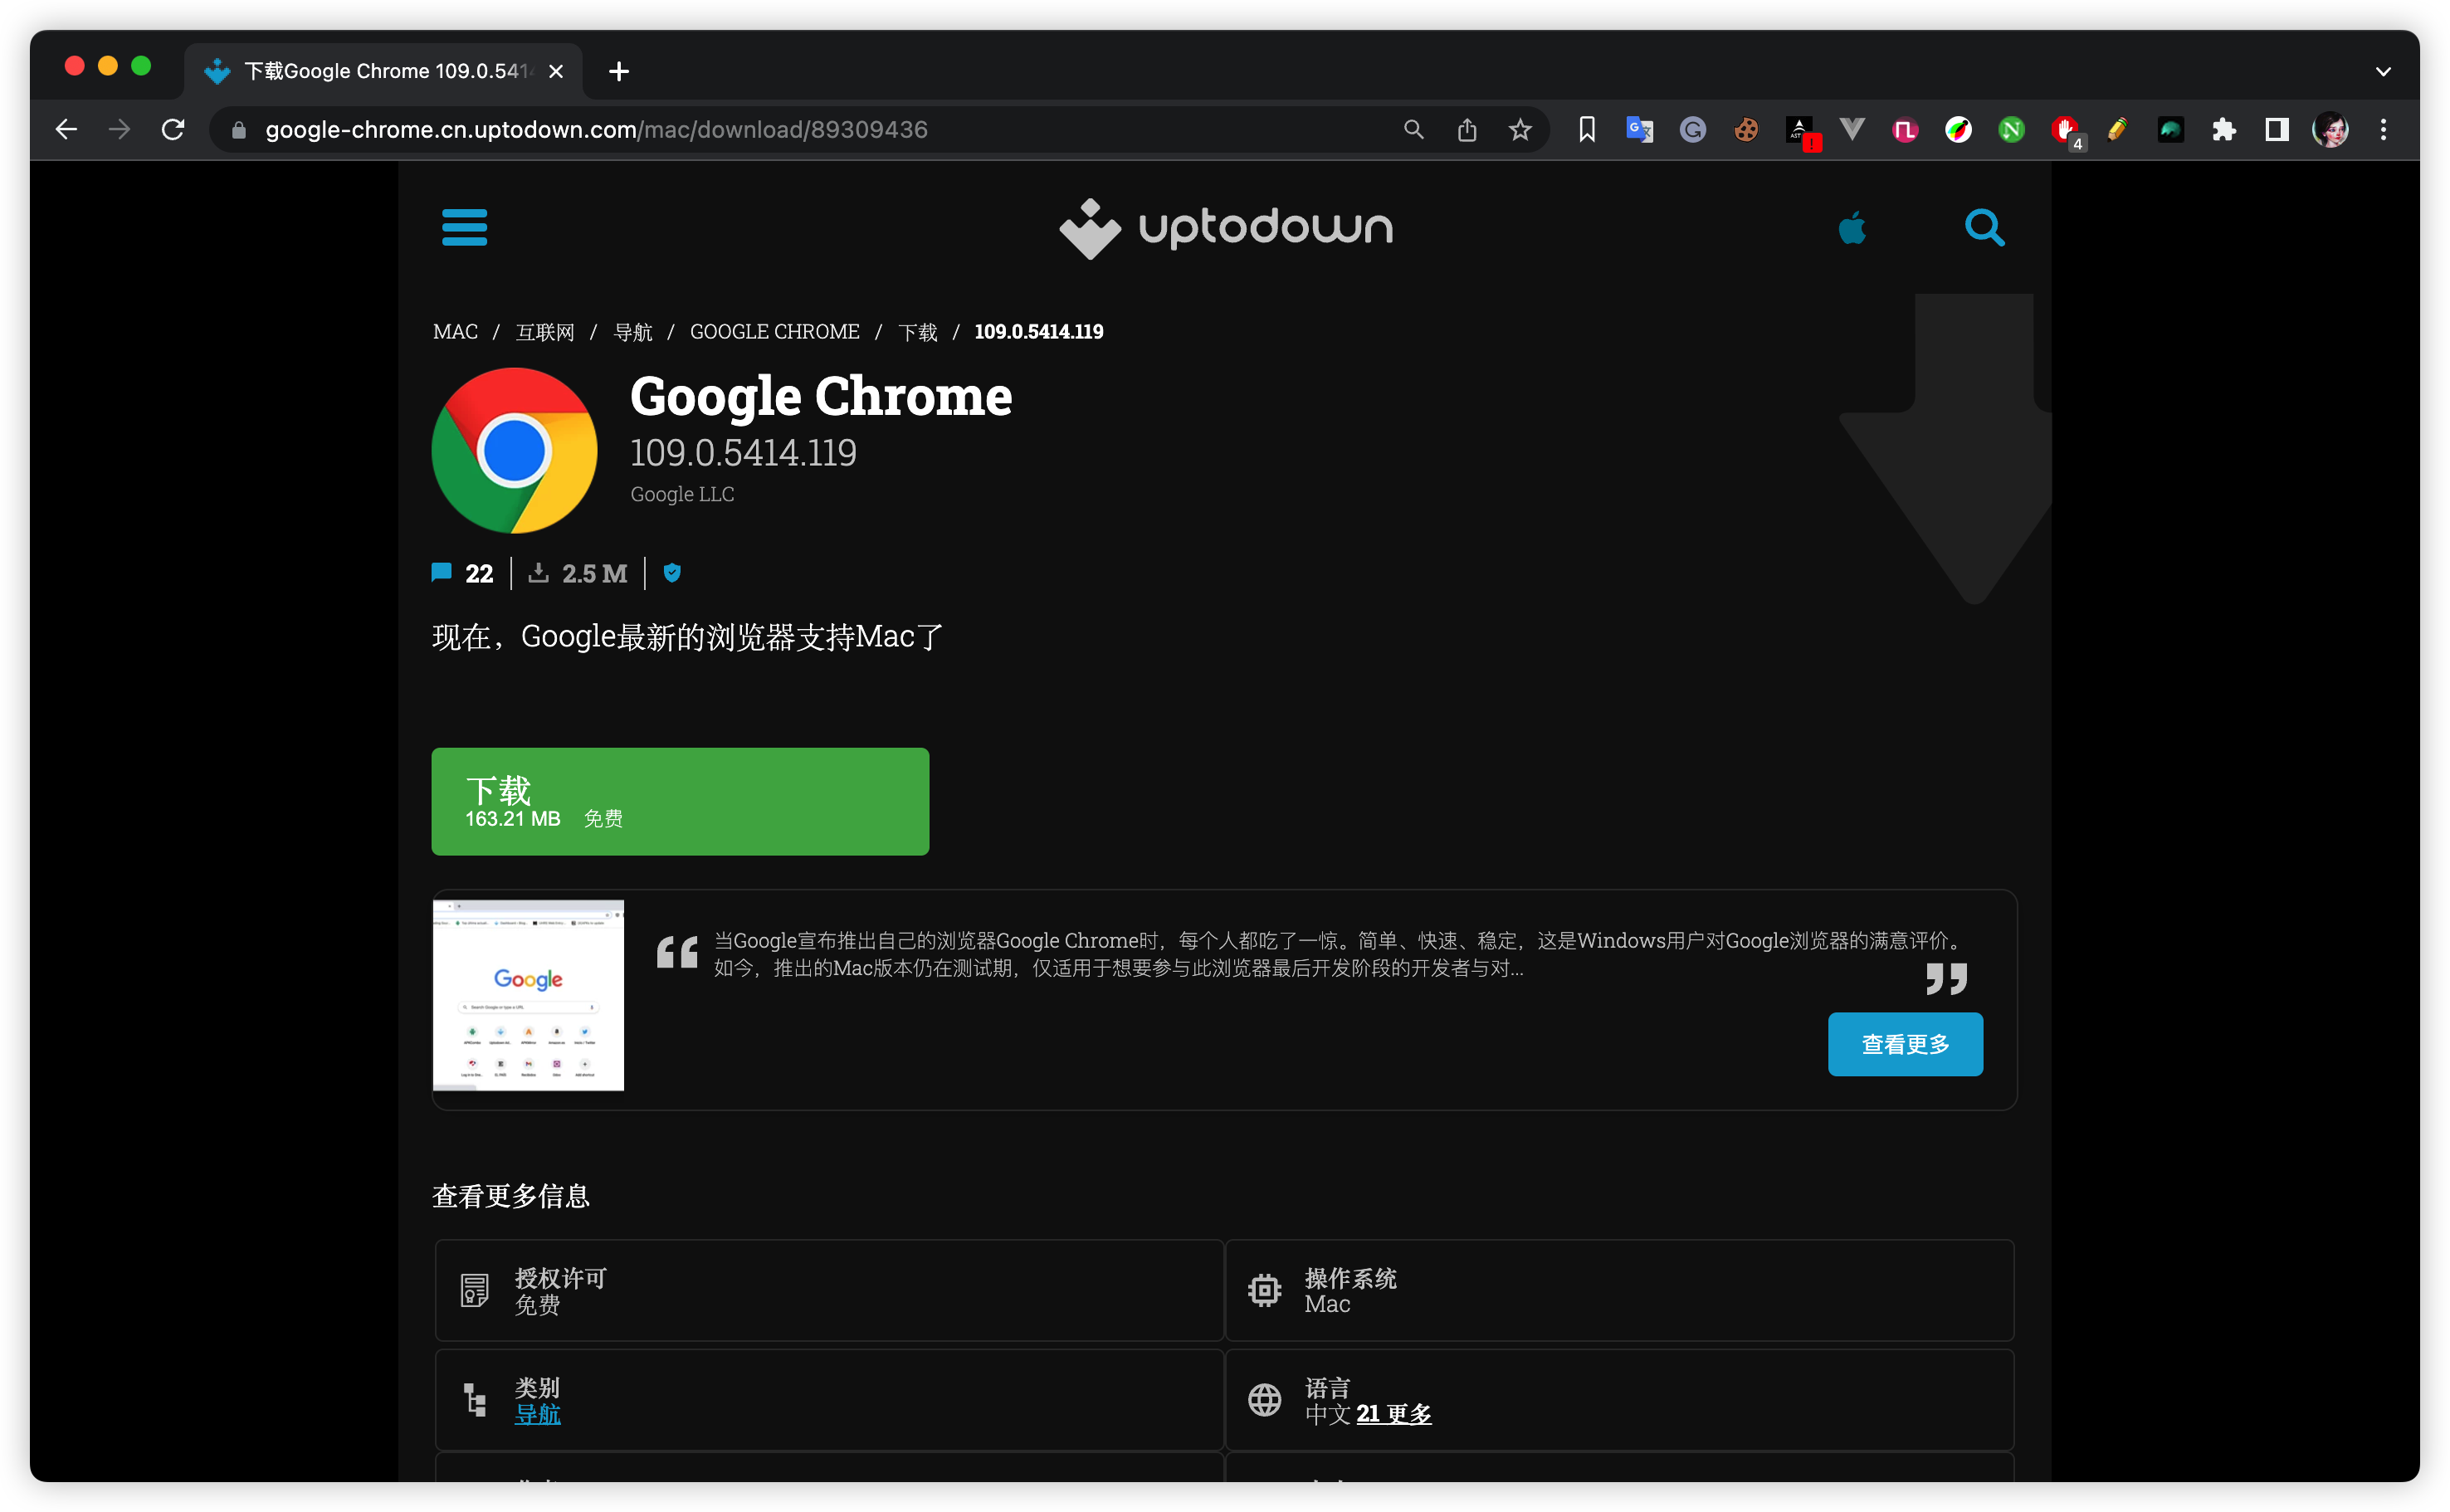 下载Google Chrome 109.0.5414
google-chrome.cn.uptodown.com/mac/download/89309436
4
uptodown
MAC / 互联网 / 导航 / GOOGLE CHROME / 下载 / 109.0.5414.119
Google Chrome
109.0.5414.119
Google LLC
22 2.5 M
现在，Google最新的浏览器支持Mac了
下载
163.21 MB 免费
Google
Search Google or type a URL
当Google宣布推出自己的浏览器Google Chrome时，每个人都吃了一惊。简单、快速、稳定，这是Windows用户对Google浏览器的满意评价。
如今，推出的Mac版本仍在测试期，仅适用于想要参与此浏览器最后开发阶段的开发者与对...
查看更多
查看更多信息
授权许可
免费
操作系统
Mac
类别
导航
语言
中文 21 更多